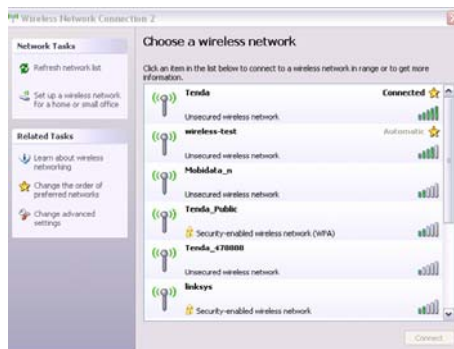 Wireless Network Connection 2
Network Tasks
Refresh network list
Set up a wireless network
for a home or small office
Related Tasks
Learn about wireless
networking
Change the order of
preferred networks
Change advanced
settings
Choose a wireless network
Click an item in the list below to connect to a wireless network in range or to get more
information.
Tenda Connected
Unsecured wireless network
wireless-test Automatic
Unsecured wireless network
Mobidata_n
Unsecured wireless network
Tenda_Public
Security-enabled wireless network (WPA)
Tenda_470800
Unsecured wireless network
linksys
Security-enabled wireless network
Connect